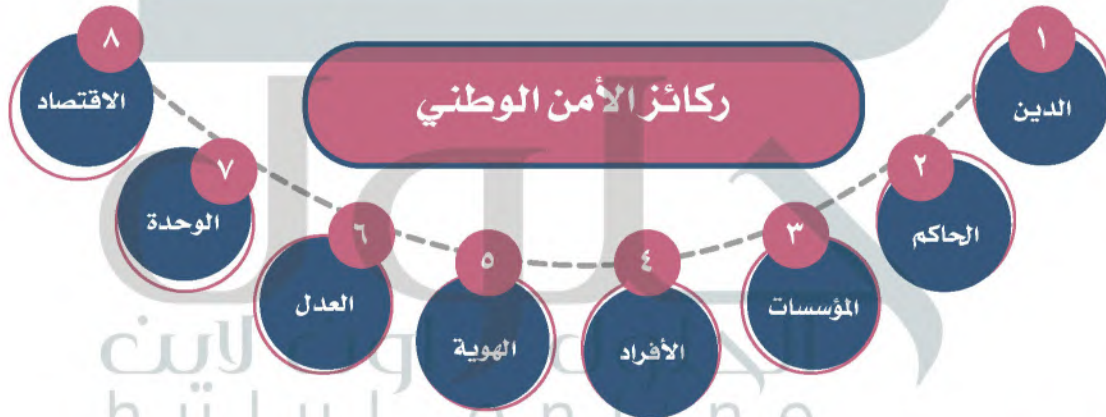 ركائز الأمن الوطني
١
الدين
٢
الحاكم
٣
المؤسسات
٤
الأفراد
٥
الهوية
٦
العدل
٧
الوحدة
٨
الاقتصاد